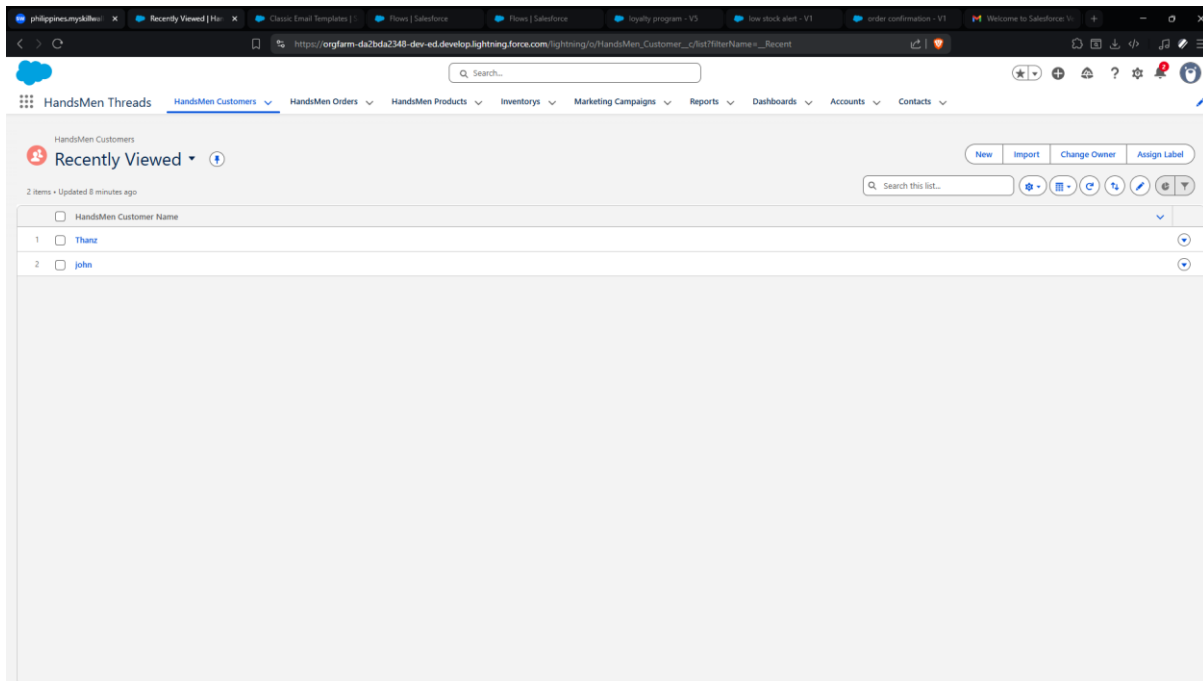 philippines.myskillwal
Recently Viewed | Han
Classic Email Templates | S
Flows | Salesforce
Flows | Salesforce
loyalty program - V5
low stock alert - V1
order confirmation - V1
Welcome to Salesforce: V
https://orgfarm-da2bda2348-dev-ed.develop.lightning.force.com/lightning/o/HandsMen_Customer__c/list?filterName=__Recent
Search...
2
HandsMen Threads
HandsMen Customers
HandsMen Orders
HandsMen Products
Inventorys
Marketing Campaigns
Reports
Dashboards
Accounts
Contacts
HandsMen Customers
Recently Viewed
New
Import
Change Owner
Assign Label
2 items • Updated 8 minutes ago
Search this list...
HandsMen Customer Name
1 Thanz
2 john